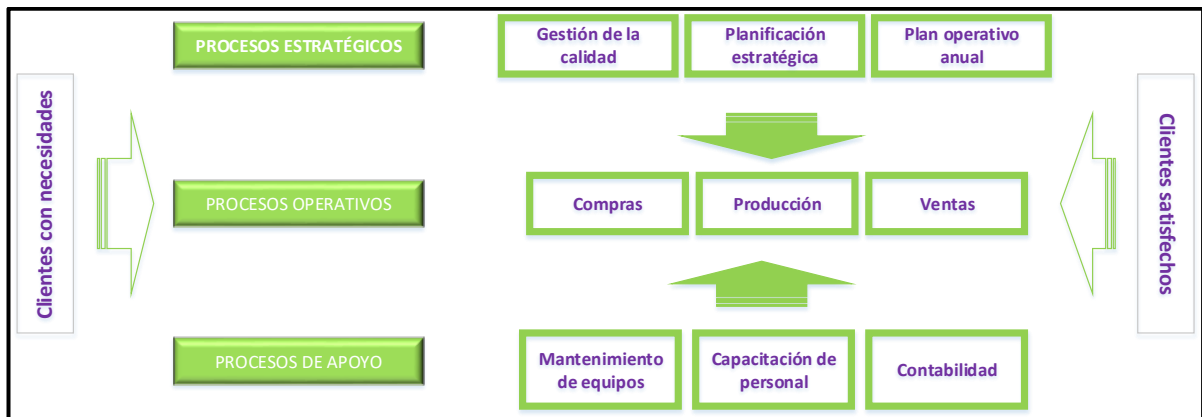 PROCESOS ESTRATÉGICOS
Gestión de la
calidad
Planificación
estratégica
Plan operativo
anual
Clientes con necesidades
PROCESOS OPERATIVOS
Compras
Producción
Ventas
Clientes satisfechos
PROCESOS DE APOYO
Mantenimiento
de equipos
Capacitación de
personal
Contabilidad